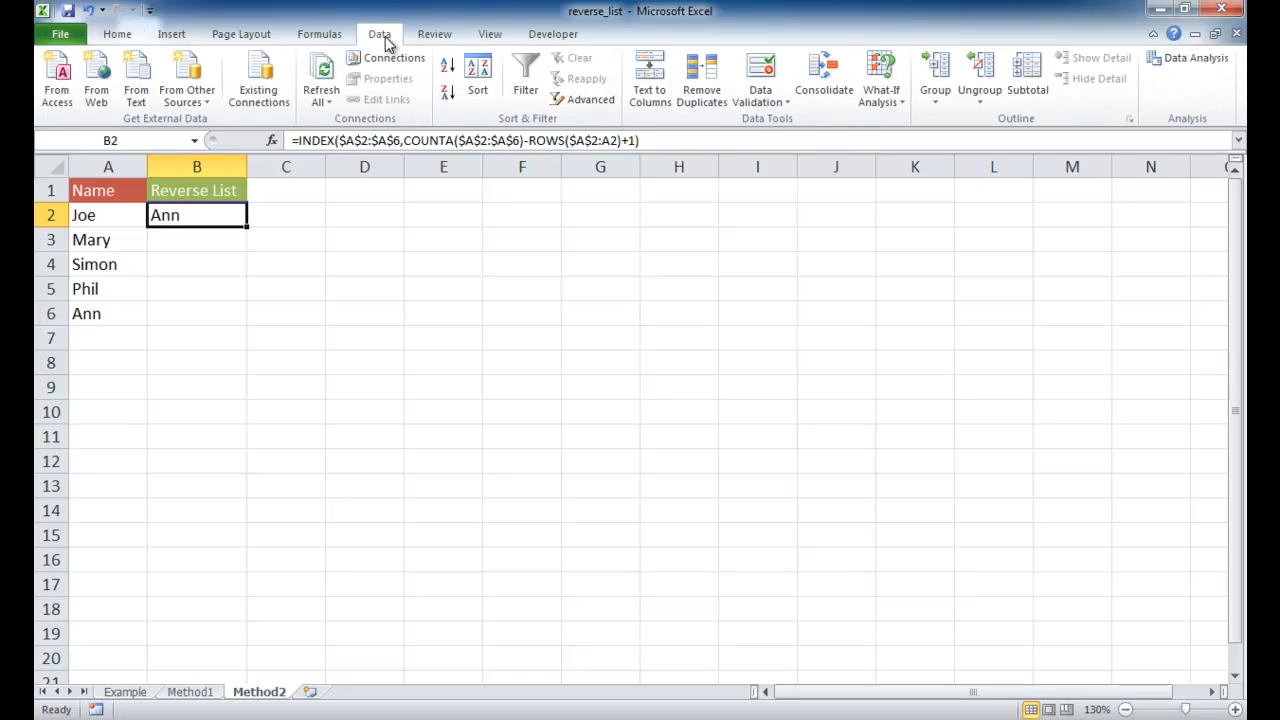 reverse_list - Microsoft Excel
File Home Insert Page Layout Formulas Data Review View Developer
From Access
From Web
From Text
From Other Sources
Existing Connections
Get External Data
Refresh All
Connections
Properties
Edit Links
Connections
Sort
Filter
Clear
Reapply
Advanced
Sort & Filter
Text to Columns
Remove Duplicates
Data Validation
Consolidate
What-If Analysis
Data Tools
Group
Ungroup
Subtotal
Show Detail
Hide Detail
Outline
Data Analysis
Analysis
B2 fx =INDEX($A$2:$A$6,COUNTA($A$2:$A$6)-ROWS($A$2:A2)+1)
A B C D E F G H I J K L M N
1 Name Reverse List
2 Joe Ann
3 Mary
4 Simon
5 Phil
6 Ann
7
8
9
10
11
12
13
14
15
16
17
18
19
20
21
Example Method1 Method2
Ready 130%